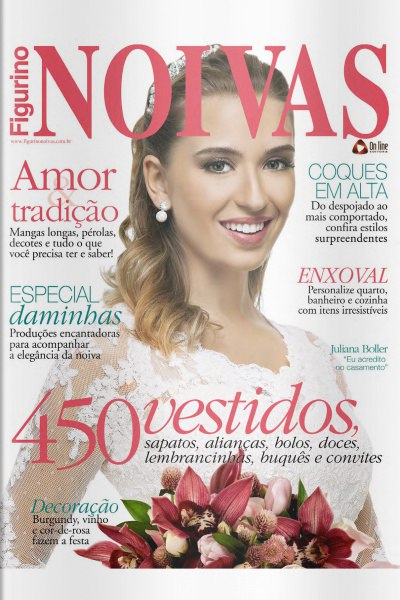 Figurino
NOIVAS
www.figurinonoivas.com.br
On line
EDITORA
Amor
&
tradição
Mangas longas, pérolas,
decotes e tudo o que
você precisa ter e saber!
COQUES
EM ALTA
Do despojado ao
mais comportado,
confira estilos
surpreendentes
ENXOVAL
Personalize quarto,
banheiro e cozinha
com itens irresistíveis
ESPECIAL
daminhas
Produções encantadoras
para acompanhar
a elegância da noiva
Juliana Boller
"Eu acredito
no casamento"
450 vestidos,
sapatos, alianças, bolos, doces,
lembrancinhas, buquês e convites
Decoração
Burgundy, vinho
e cor-de-rosa
fazem a festa